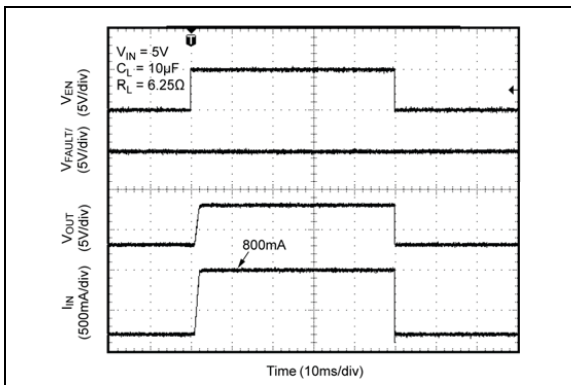 T
V_IN = 5V
C_L = 10µF
R_L = 6.25Ω
V_EN
(5V/div)
V_FAULT/
(5V/div)
V_OUT
(5V/div)
800mA
I_IN
(500mA/div)
Time (10ms/div)